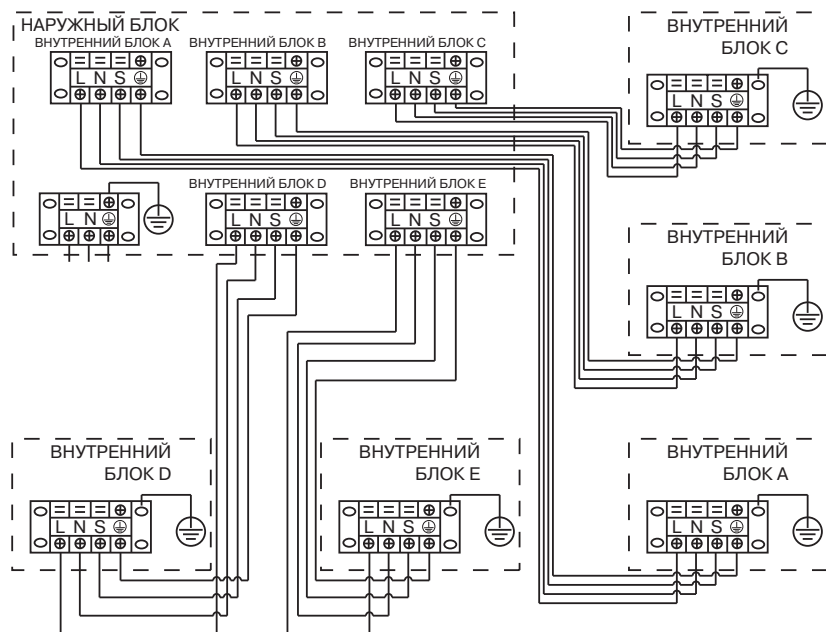 НАРУЖНЫЙ БЛОК
ВНУТРЕННИЙ БЛОК A
ВНУТРЕННИЙ БЛОК B
ВНУТРЕННИЙ БЛОК C
L N S
L N S
L N S
ВНУТРЕННИЙ
БЛОК C
L N S
ВНУТРЕННИЙ БЛОК D
ВНУТРЕННИЙ БЛОК E
L N
L N S
L N S
ВНУТРЕННИЙ
БЛОК B
L N S
ВНУТРЕННИЙ
БЛОК D
L N S
ВНУТРЕННИЙ
БЛОК E
L N S
ВНУТРЕННИЙ
БЛОК A
L N S